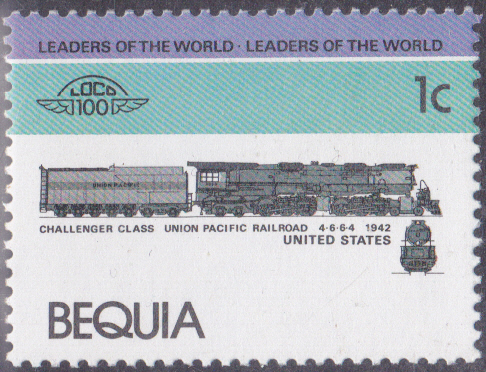 LEADERS OF THE WORLD · LEADERS OF THE WORLD
LOCO
100
1c
UNION PACIFIC
CHALLENGER CLASS UNION PACIFIC RAILROAD 4·6·6·4 1942
UNITED STATES
BEQUIA